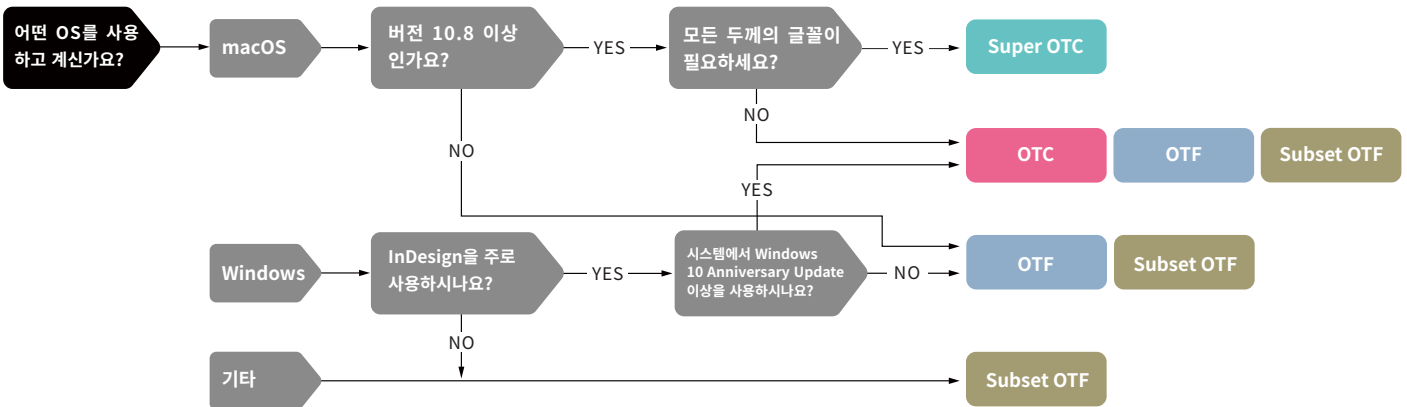 어떤 OS를 사용
하고 계신가요?
macOS
버전 10.8 이상
인가요?
YES
모든 두께의 글꼴이
필요하세요?
YES
Super OTC
NO
NO
OTC
OTF
Subset OTF
YES
Windows
InDesign을 주로
사용하시나요?
YES
시스템에서 Windows
10 Anniversary Update
이상을 사용하시나요?
NO
OTF
Subset OTF
NO
기타
Subset OTF